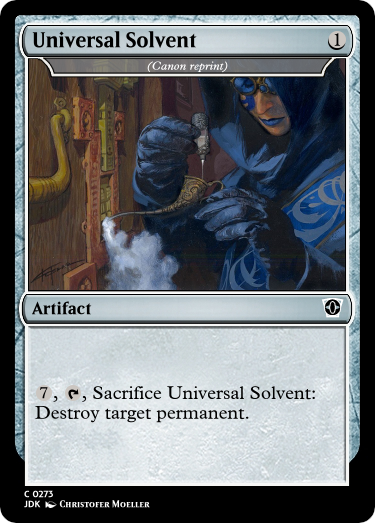 Universal Solvent 1
(Canon reprint)
Artifact
7, , Sacrifice Universal Solvent:
Destroy target permanent.
C 0273
JDK Christofer Moeller